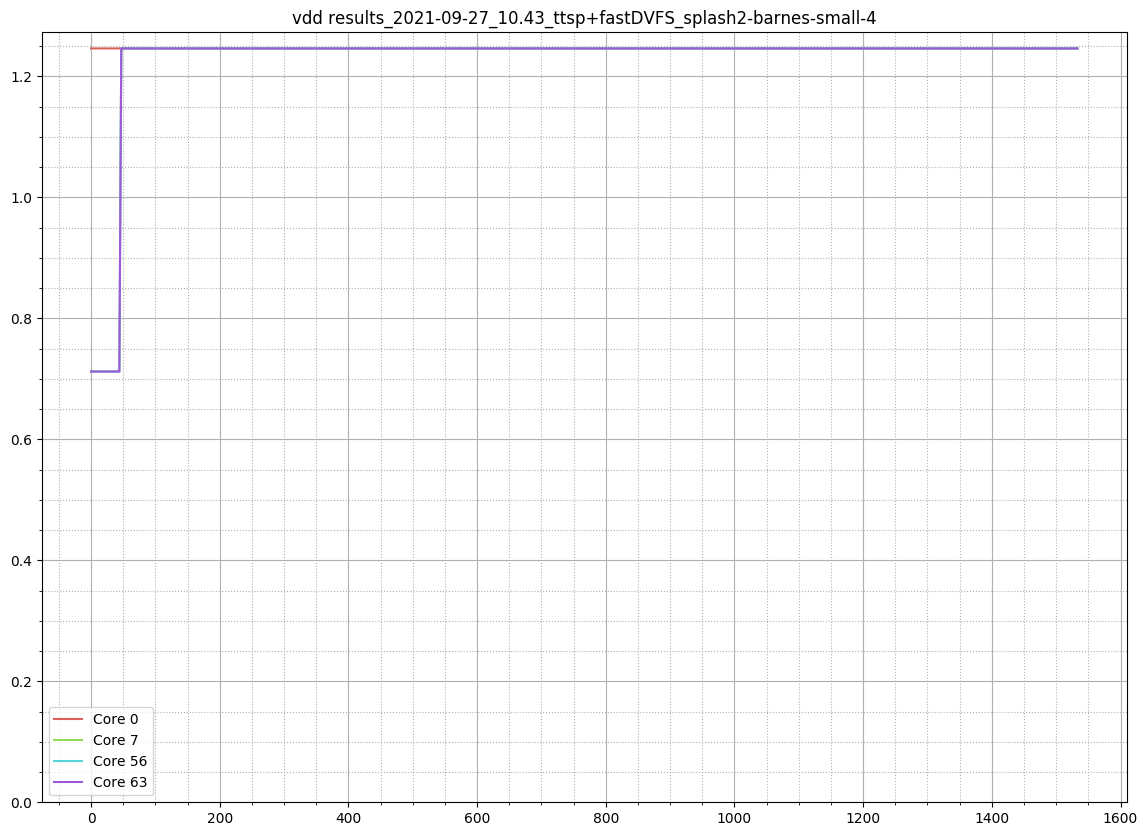 vdd results_2021-09-27_10.43_ttsp+fastDVFS_splash2-barnes-small-4
1.2
1.0
0.8
0.6
0.4
0.2
0.0
Core 0
Core 7
Core 56
Core 63
0 200 400 600 800 1000 1200 1400 1600